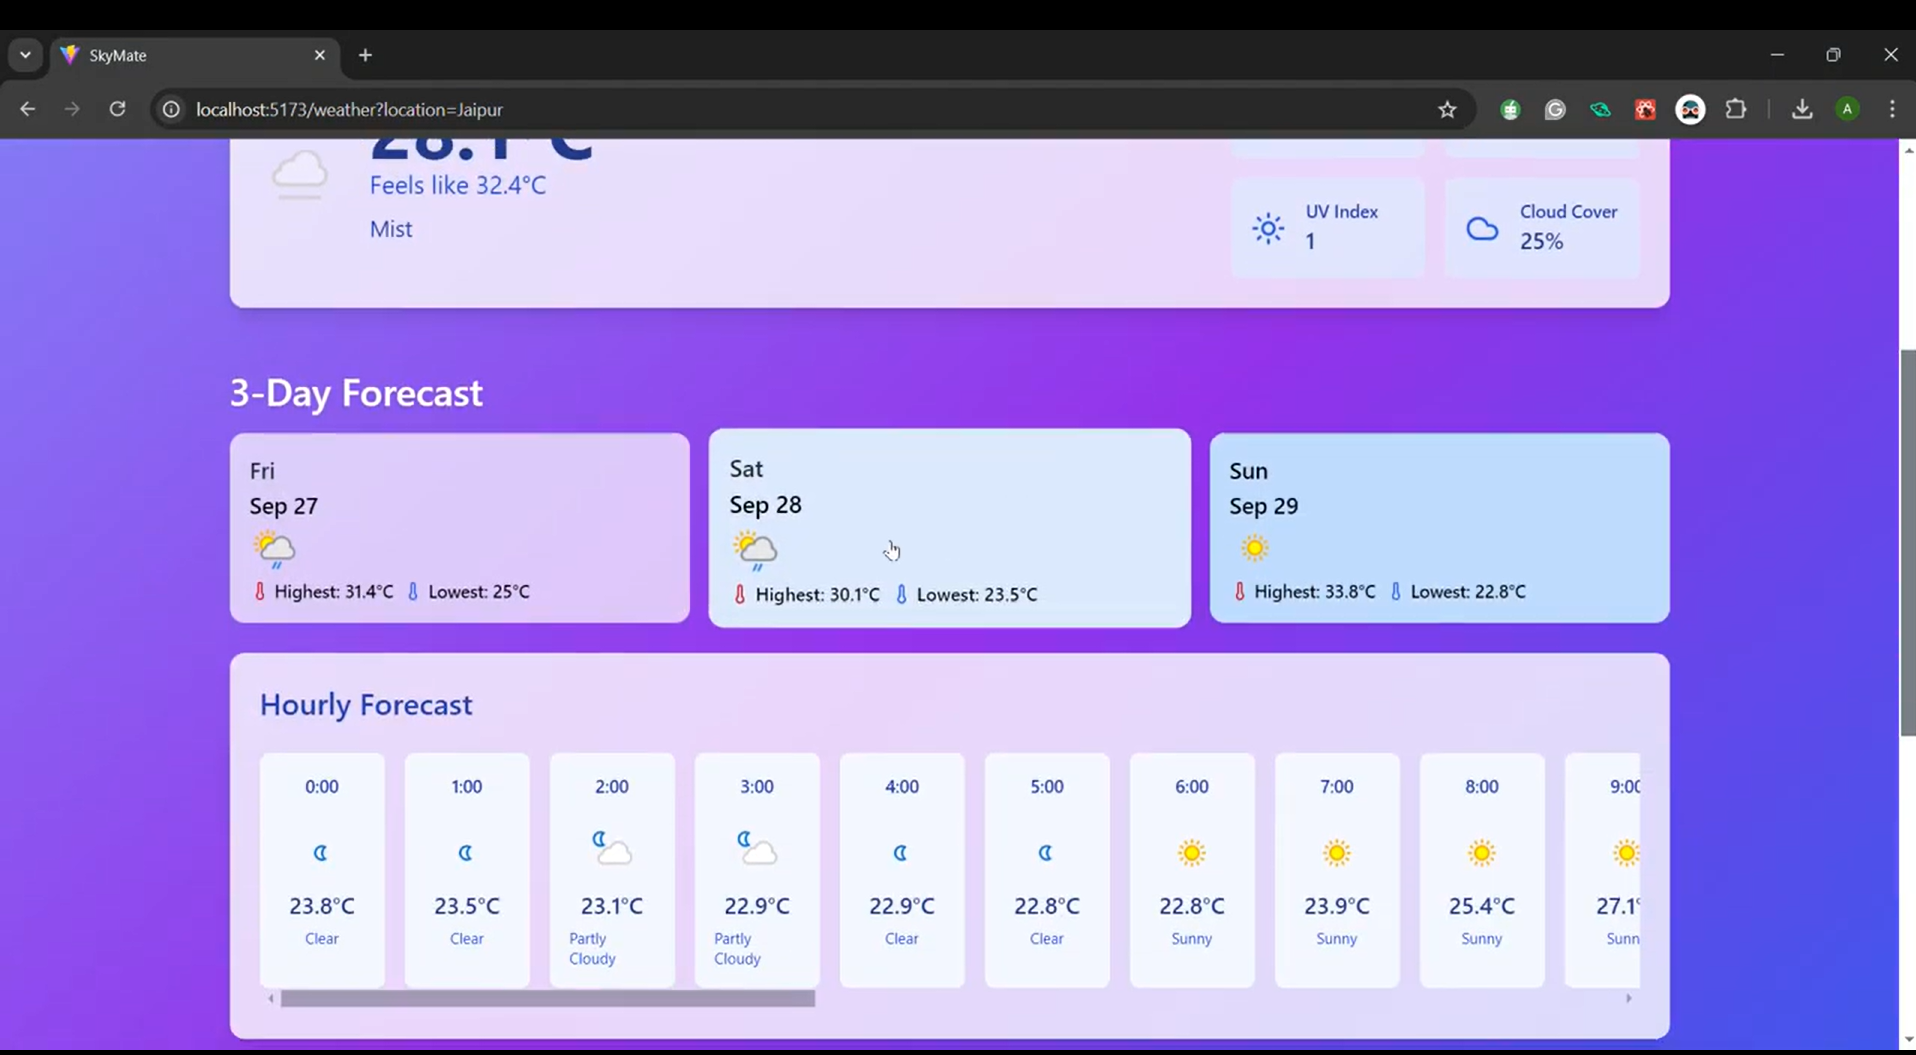 SkyMate
localhost:5173/weather?location=Jaipur
A
28.1°C
Feels like 32.4°C
Mist
UV Index
1
Cloud Cover
25%
3-Day Forecast
Fri
Sep 27
Highest: 31.4°C Lowest: 25°C
Sat
Sep 28
Highest: 30.1°C Lowest: 23.5°C
Sun
Sep 29
Highest: 33.8°C Lowest: 22.8°C
Hourly Forecast
0:00 1:00 2:00 3:00 4:00 5:00 6:00 7:00 8:00 9:00
23.8°C 23.5°C 23.1°C 22.9°C 22.9°C 22.8°C 22.8°C 23.9°C 25.4°C 27.1°
Clear Clear Partly Partly Clear Clear Sunny Sunny Sunny Sunn
Cloudy Cloudy